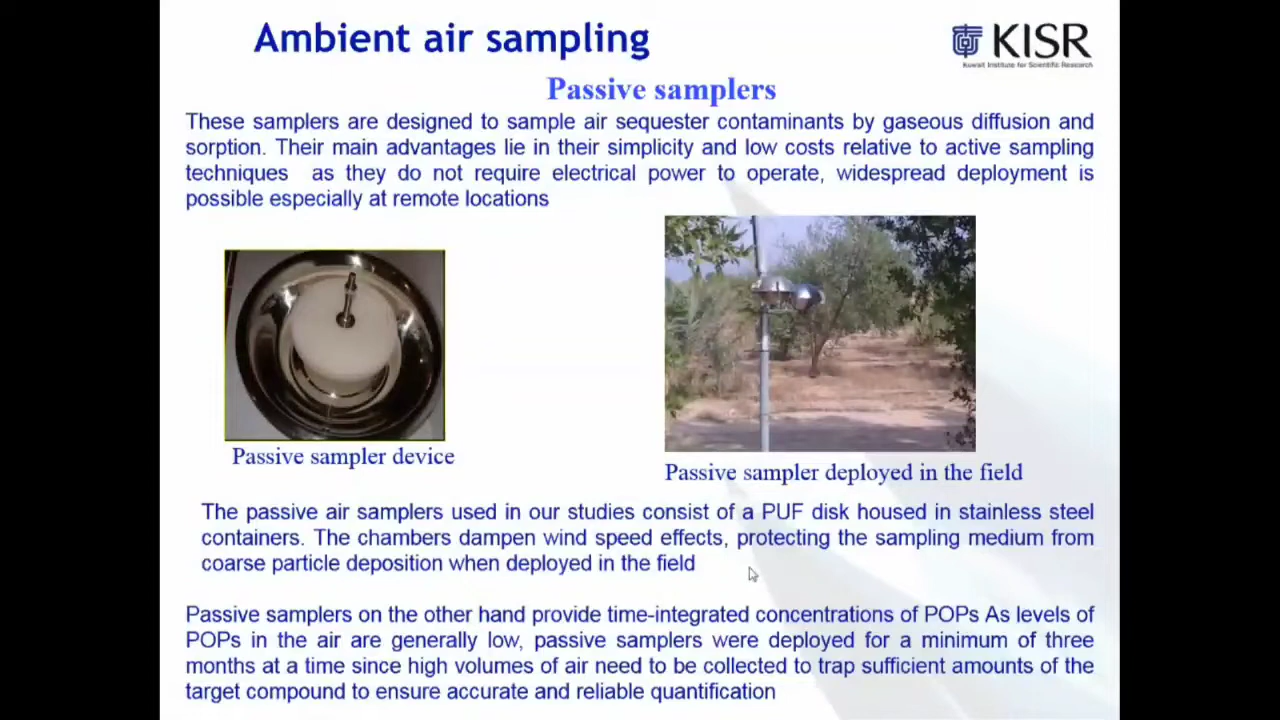 Ambient air sampling
KISR
Kuwait Institute for Scientific Research
Passive samplers
These samplers are designed to sample air sequester contaminants by gaseous diffusion and
sorption. Their main advantages lie in their simplicity and low costs relative to active sampling
techniques as they do not require electrical power to operate, widespread deployment is
possible especially at remote locations
Passive sampler device
Passive sampler deployed in the field
The passive air samplers used in our studies consist of a PUF disk housed in stainless steel
containers. The chambers dampen wind speed effects, protecting the sampling medium from
coarse particle deposition when deployed in the field
Passive samplers on the other hand provide time-integrated concentrations of POPs As levels of
POPs in the air are generally low, passive samplers were deployed for a minimum of three
months at a time since high volumes of air need to be collected to trap sufficient amounts of the
target compound to ensure accurate and reliable quantification